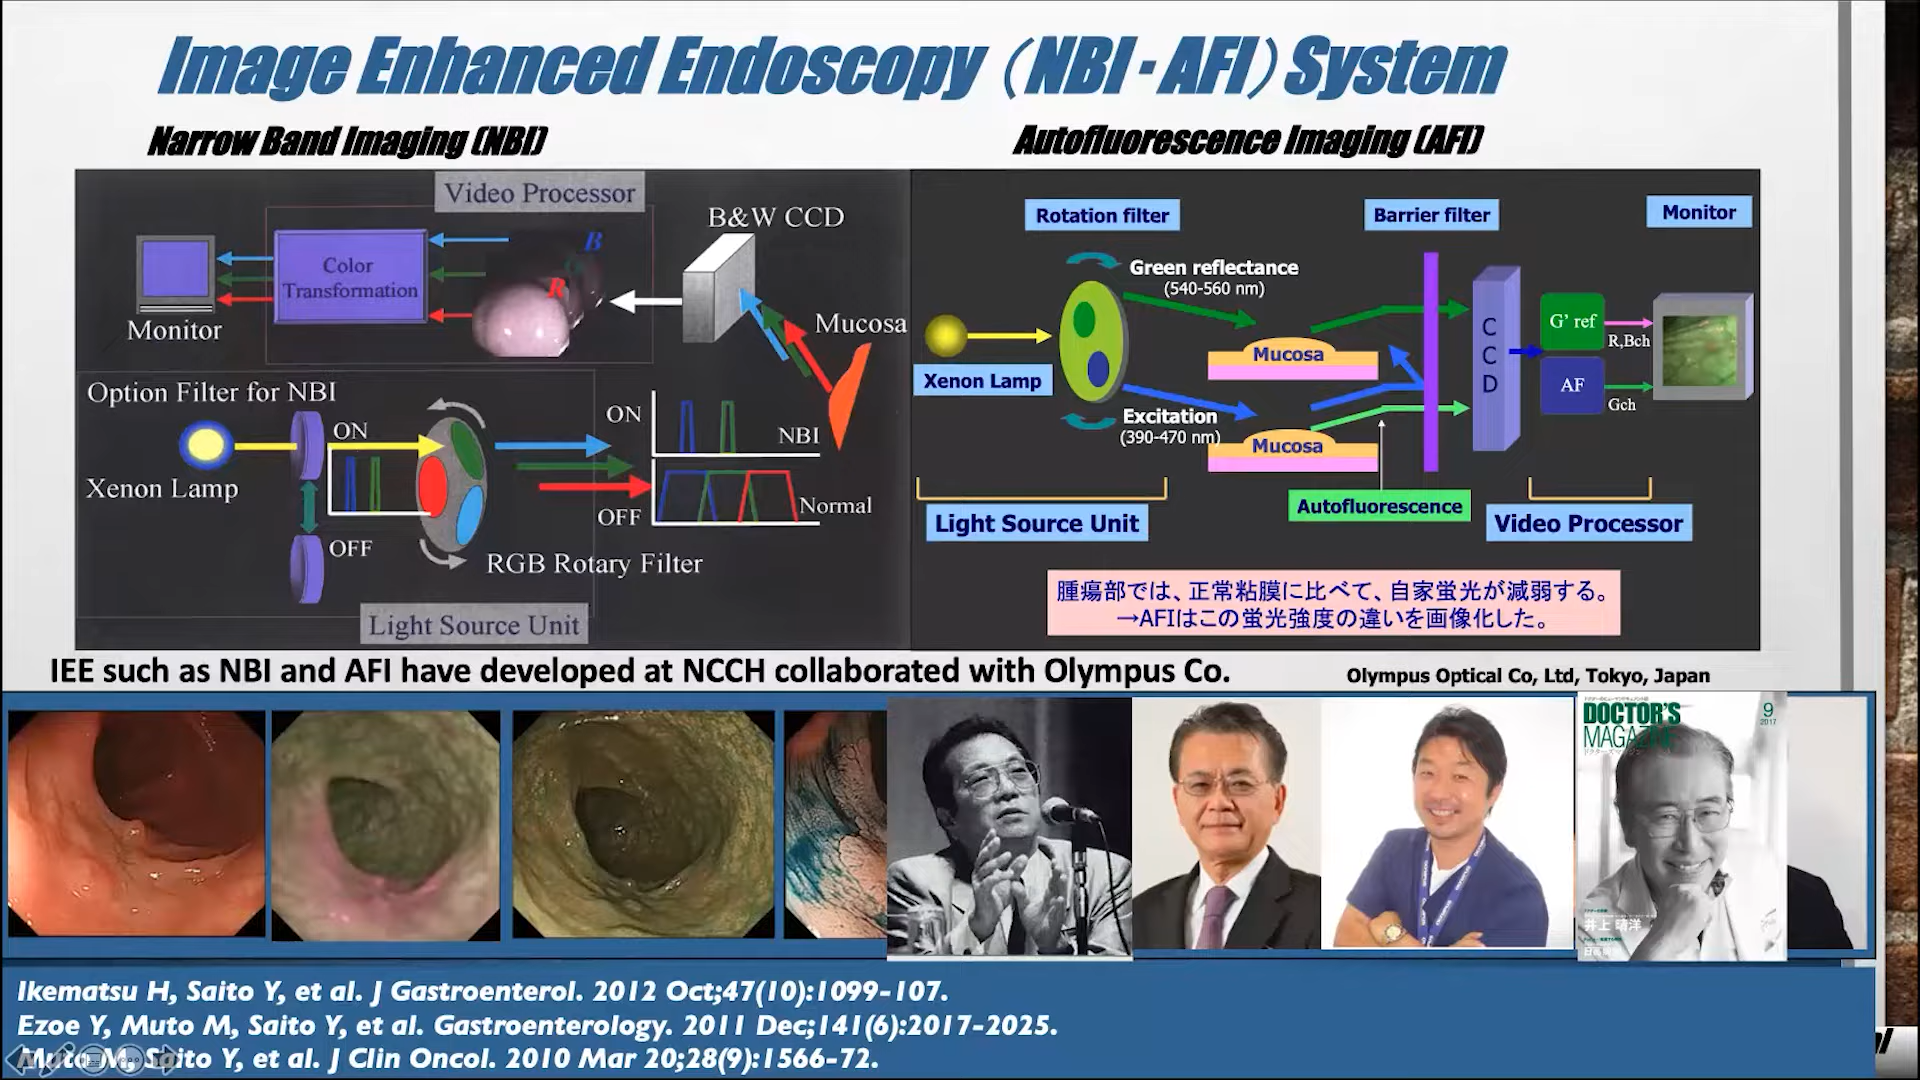 Image Enhanced Endoscopy (NBI・AFI) System
Narrow Band Imaging (NBI)
Autofluorescence Imaging (AFI)
Video Processor
B&W CCD
B
R
Color
Transformation
Monitor
Mucosa
Option Filter for NBI
ON
Xenon Lamp
OFF
RGB Rotary Filter
Light Source Unit
ON
NBI
OFF
Normal
Rotation filter
Barrier filter
Monitor
Green reflectance
(540-560 nm)
Xenon Lamp
Mucosa
Excitation
(390-470 nm)
Mucosa
CCD
G' ref
R,Bch
AF
Gch
Autofluorescence
Light Source Unit
Video Processor
腫瘍部では、正常粘膜に比べて、自家蛍光が減弱する。
→AFIはこの蛍光強度の違いを画像化した。
IEE such as NBI and AFI have developed at NCCH collaborated with Olympus Co.
Olympus Optical Co, Ltd, Tokyo, Japan
DOCTOR'S
MAGAZINE
9
2017
井上 晴洋
Ikematsu H, Saito Y, et al. J Gastroenterol. 2012 Oct;47(10):1099-107.
Ezoe Y, Muto M, Saito Y, et al. Gastroenterology. 2011 Dec;141(6):2017-2025.
Muto M, Saito Y, et al. J Clin Oncol. 2010 Mar 20;28(9):1566-72.